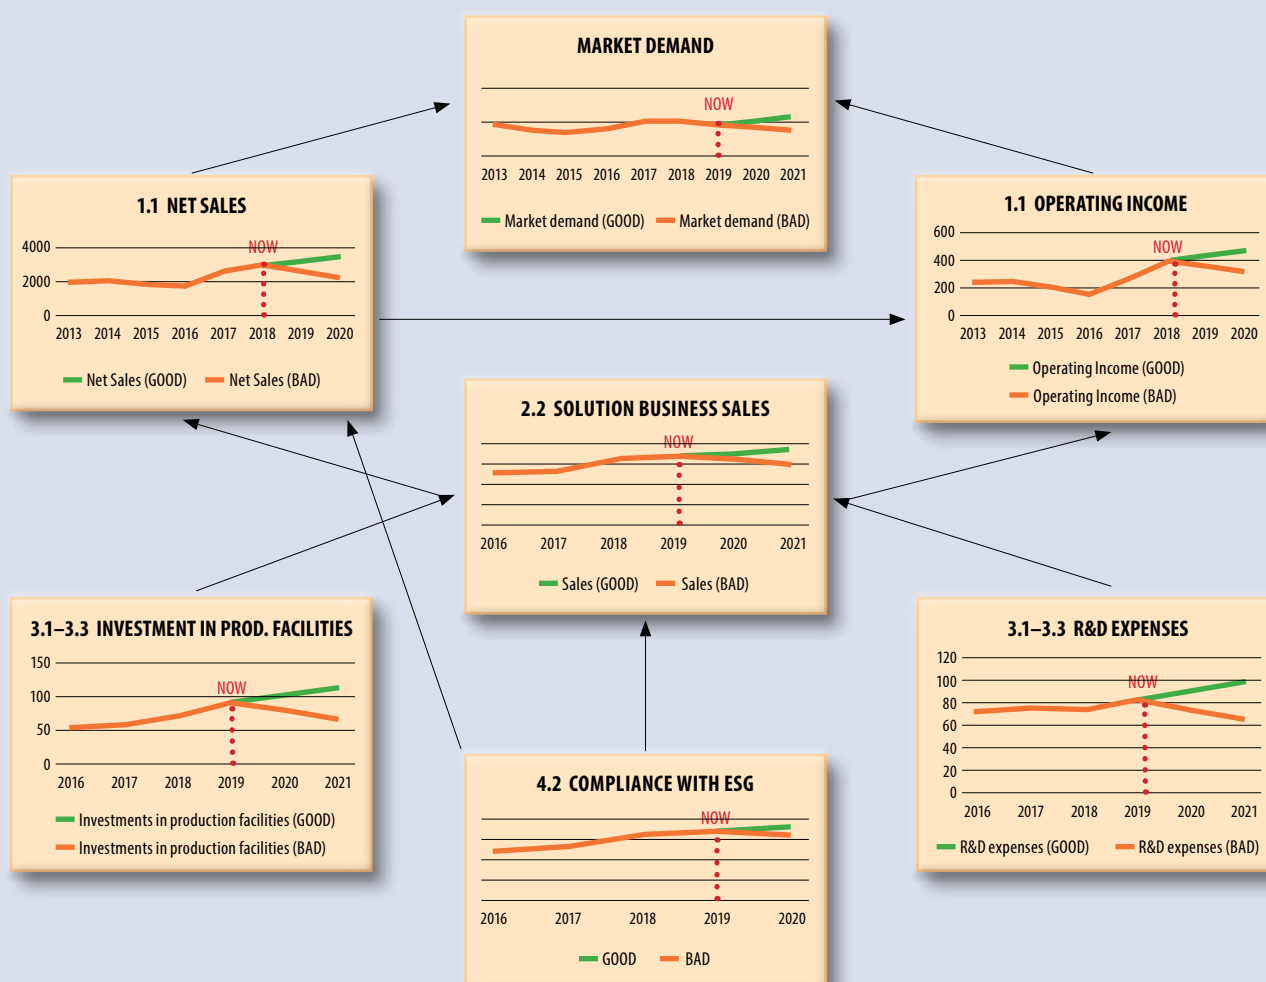 MARKET DEMAND
NOW
2013 2014 2015 2016 2017 2018 2019 2020 2021
Market demand (GOOD) Market demand (BAD)
1.1 NET SALES
4000
NOW
2000
0
2013 2014 2015 2016 2017 2018 2019 2020
Net Sales (GOOD) Net Sales (BAD)
1.1 OPERATING INCOME
600
NOW
400
200
0
2013 2014 2015 2016 2017 2018 2019 2020
Operating Income (GOOD)
Operating Income (BAD)
2.2 SOLUTION BUSINESS SALES
NOW
2016 2017 2018 2019 2020 2021
Sales (GOOD) Sales (BAD)
3.1–3.3 INVESTMENT IN PROD. FACILITIES
150
NOW
100
50
0
2016 2017 2018 2019 2020 2021
Investments in production facilities (GOOD)
Investments in production facilities (BAD)
3.1–3.3 R&D EXPENSES
120
100
NOW
80
60
40
20
0
2016 2017 2018 2019 2020 2021
R&D expenses (GOOD) R&D expenses (BAD)
4.2 COMPLIANCE WITH ESG
NOW
2016 2017 2018 2019 2020
GOOD BAD